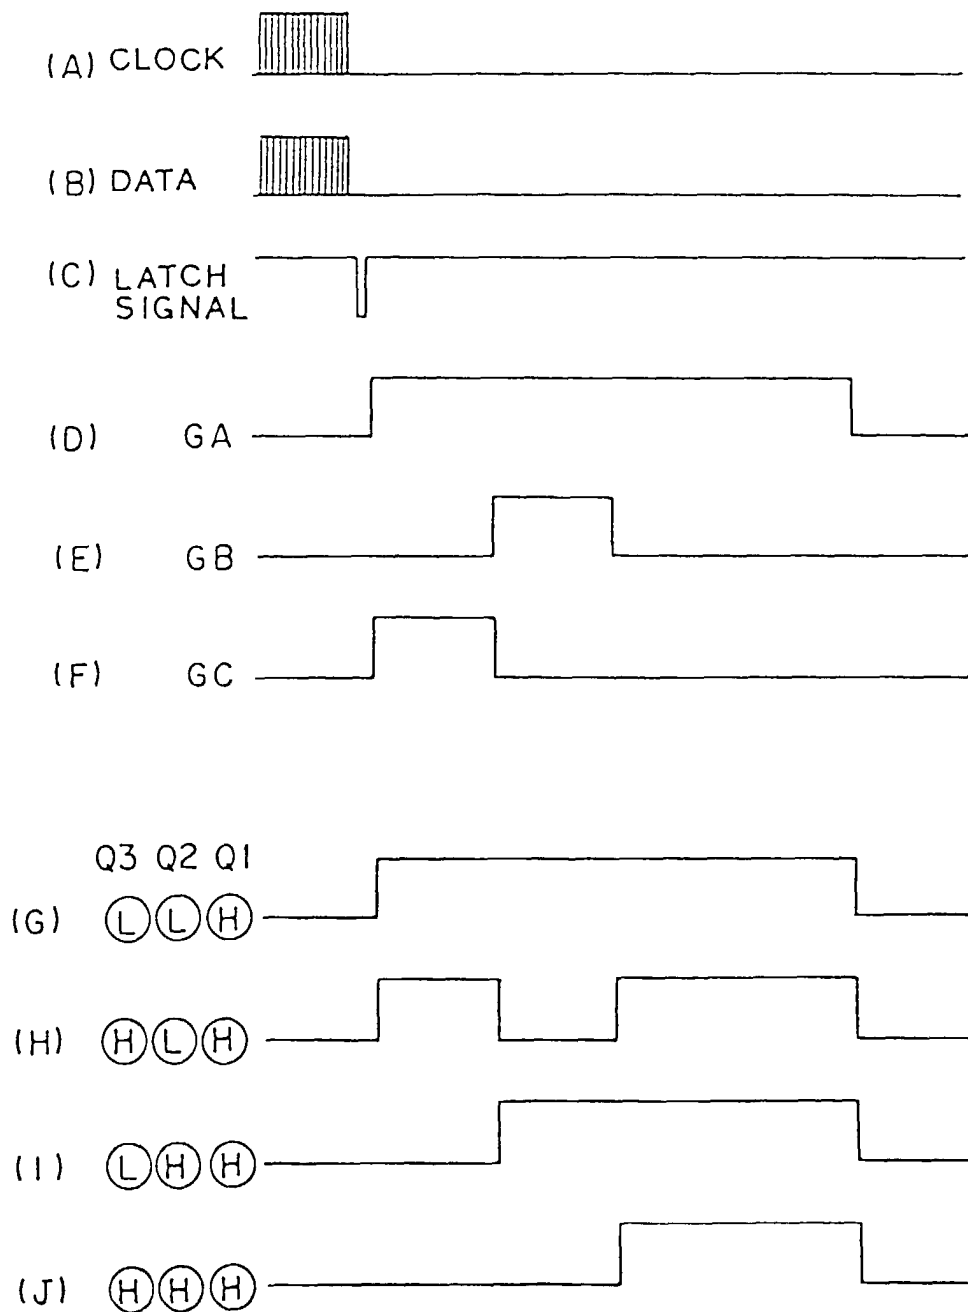 (A) CLOCK
(B) DATA
(C) LATCH
SIGNAL
(D) GA
(E) GB
(F) GC
Q3 Q2 Q1
(G) L L H
(H) H L H
(I) L H H
(J) H H H